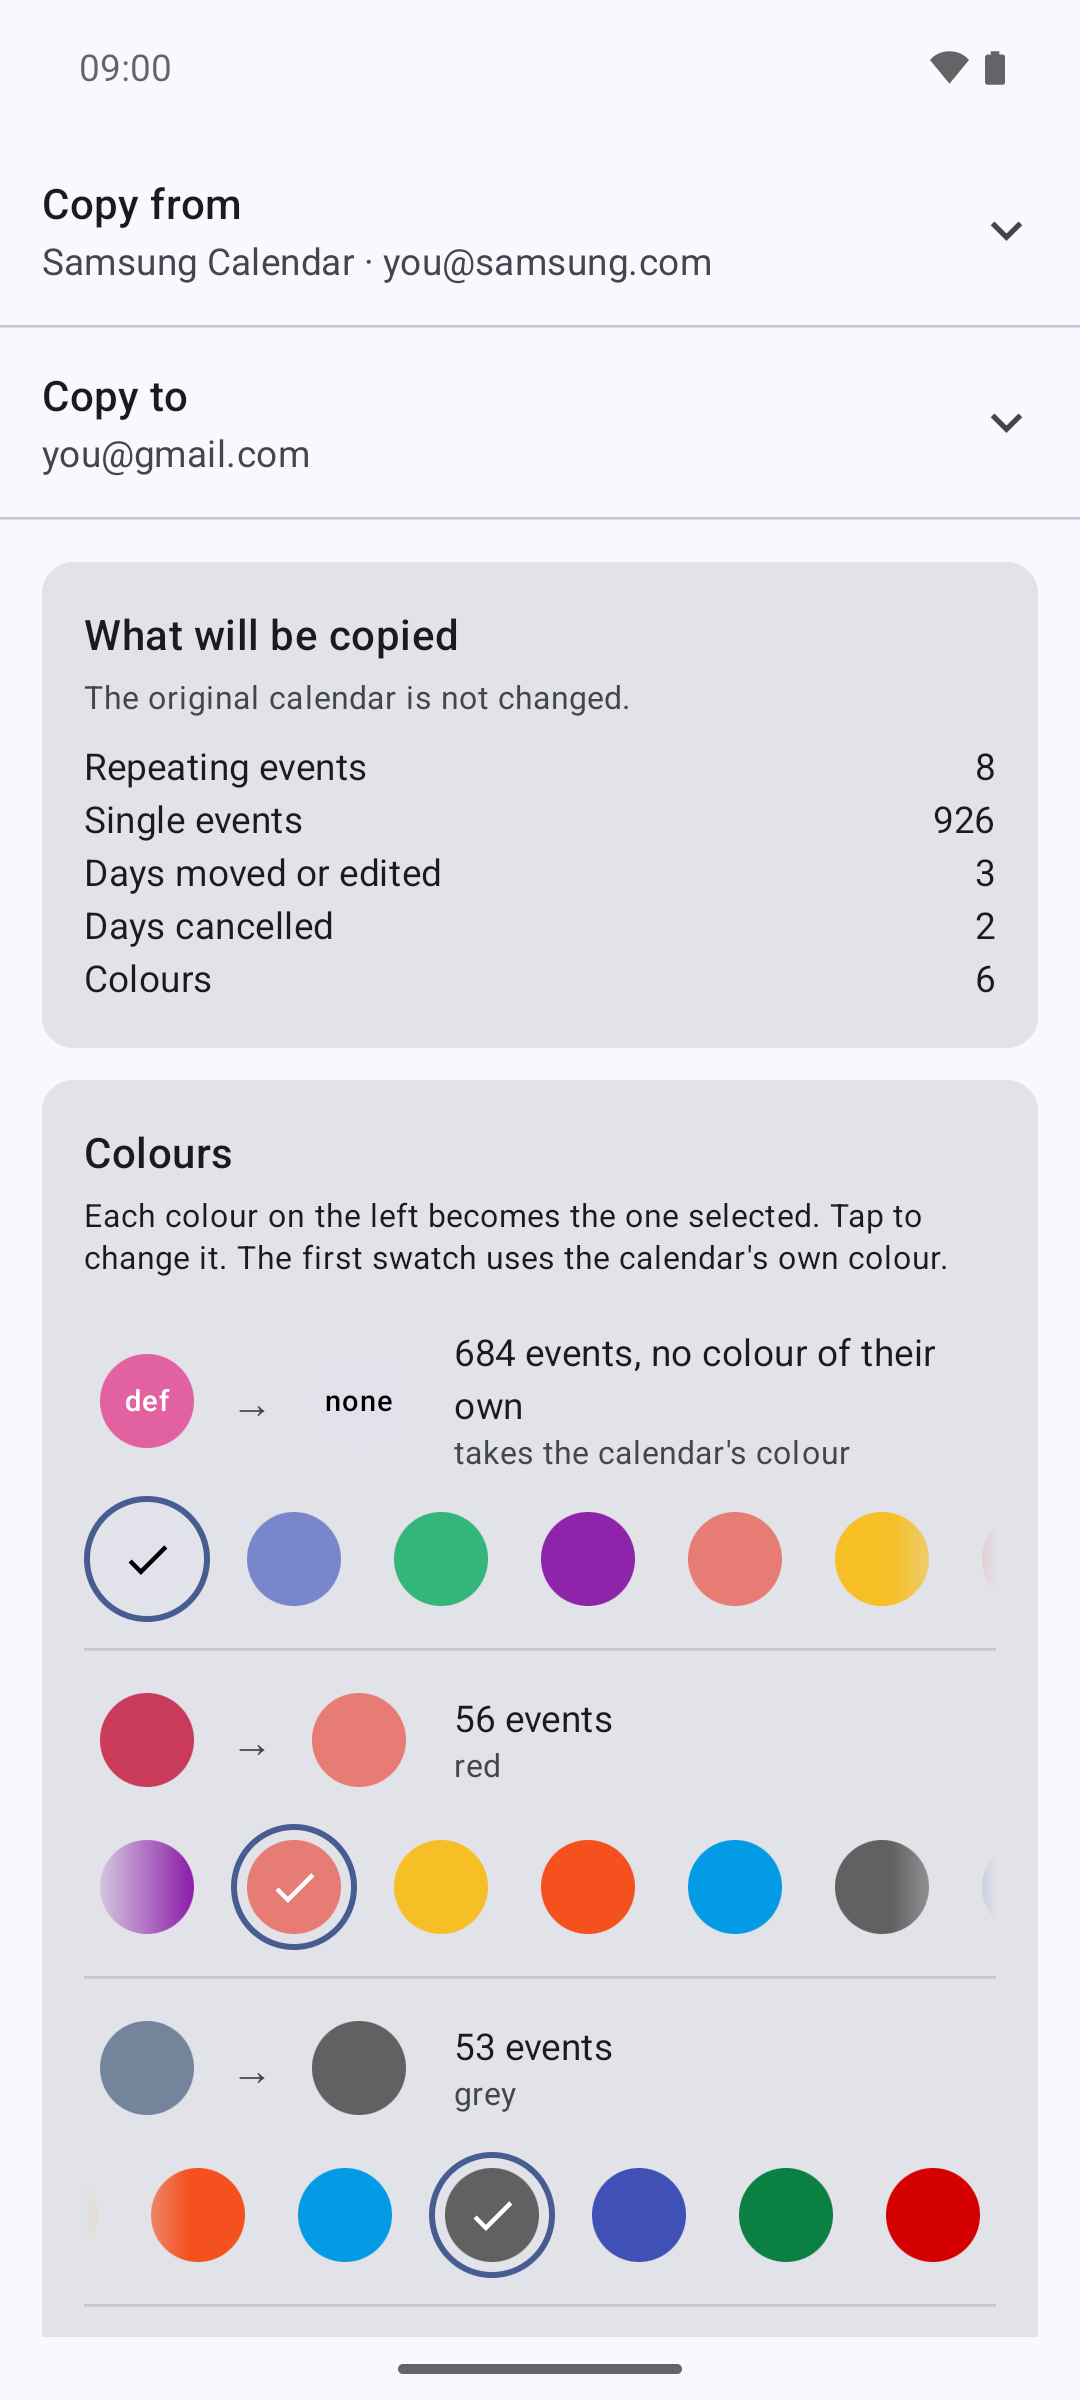 09:00
Copy from
Samsung Calendar · you@samsung.com
Copy to
you@gmail.com
What will be copied
The original calendar is not changed.
Repeating events 8
Single events 926
Days moved or edited 3
Days cancelled 2
Colours 6
Colours
Each colour on the left becomes the one selected. Tap to
change it. The first swatch uses the calendar's own colour.
def → none
684 events, no colour of their
own
takes the calendar's colour
→ 56 events
red
→ 53 events
grey